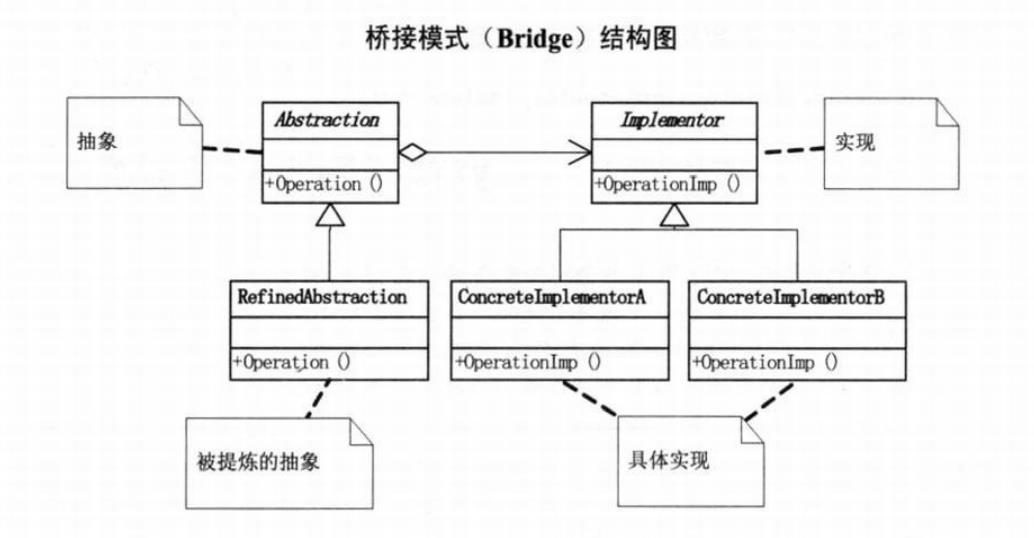 桥接模式（Bridge）结构图
抽象
Abstraction
+Operation ()
Implementor
+OperationImp ()
实现
RefinedAbstraction
+Operation ()
ConcreteImplementorA
+OperationImp ()
ConcreteImplementorB
+OperationImp ()
被提炼的抽象
具体实现